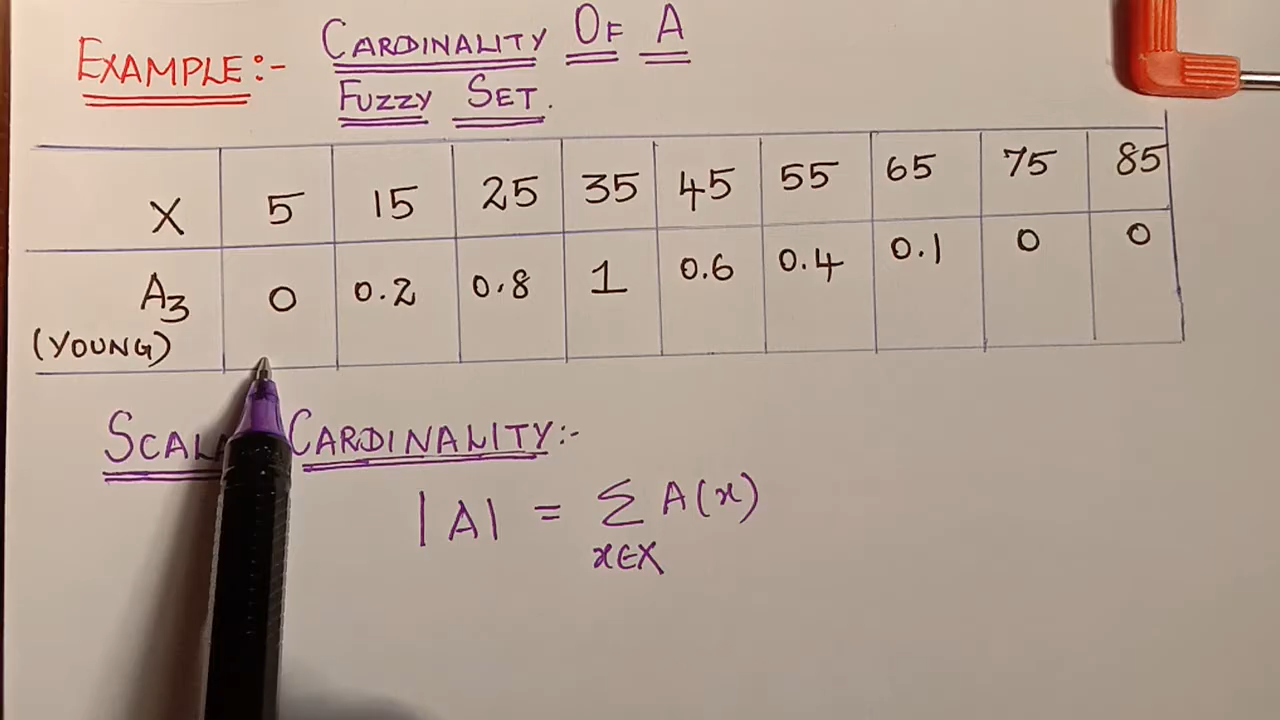 EXAMPLE:- CARDINALITY OF A
FUZZY SET.
X 5 15 25 35 45 55 65 75 85
A3 0 0.2 0.8 1 0.6 0.4 0.1 0 0
(YOUNG)
CARDINALITY:-
|A| = Σ A(x)
x∈X